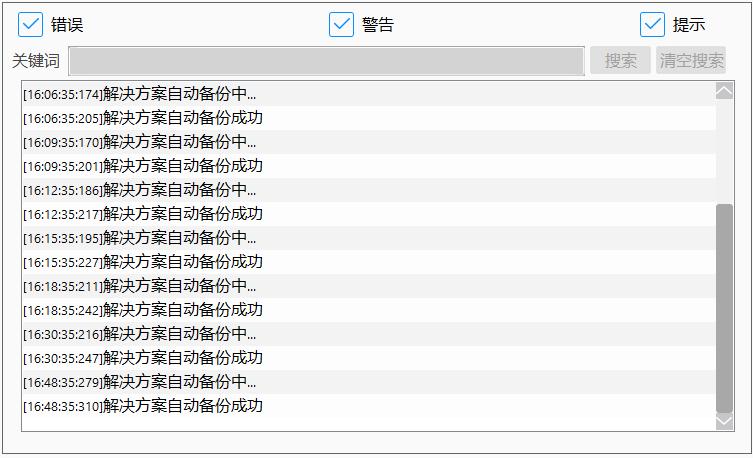 错误 警告 提示
关键词 搜索 清空搜索
[16:06:35:174]解决方案自动备份中...
[16:06:35:205]解决方案自动备份成功
[16:09:35:170]解决方案自动备份中...
[16:09:35:201]解决方案自动备份成功
[16:12:35:186]解决方案自动备份中...
[16:12:35:217]解决方案自动备份成功
[16:15:35:195]解决方案自动备份中...
[16:15:35:227]解决方案自动备份成功
[16:18:35:211]解决方案自动备份中...
[16:18:35:242]解决方案自动备份成功
[16:30:35:216]解决方案自动备份中...
[16:30:35:247]解决方案自动备份成功
[16:48:35:279]解决方案自动备份中...
[16:48:35:310]解决方案自动备份成功